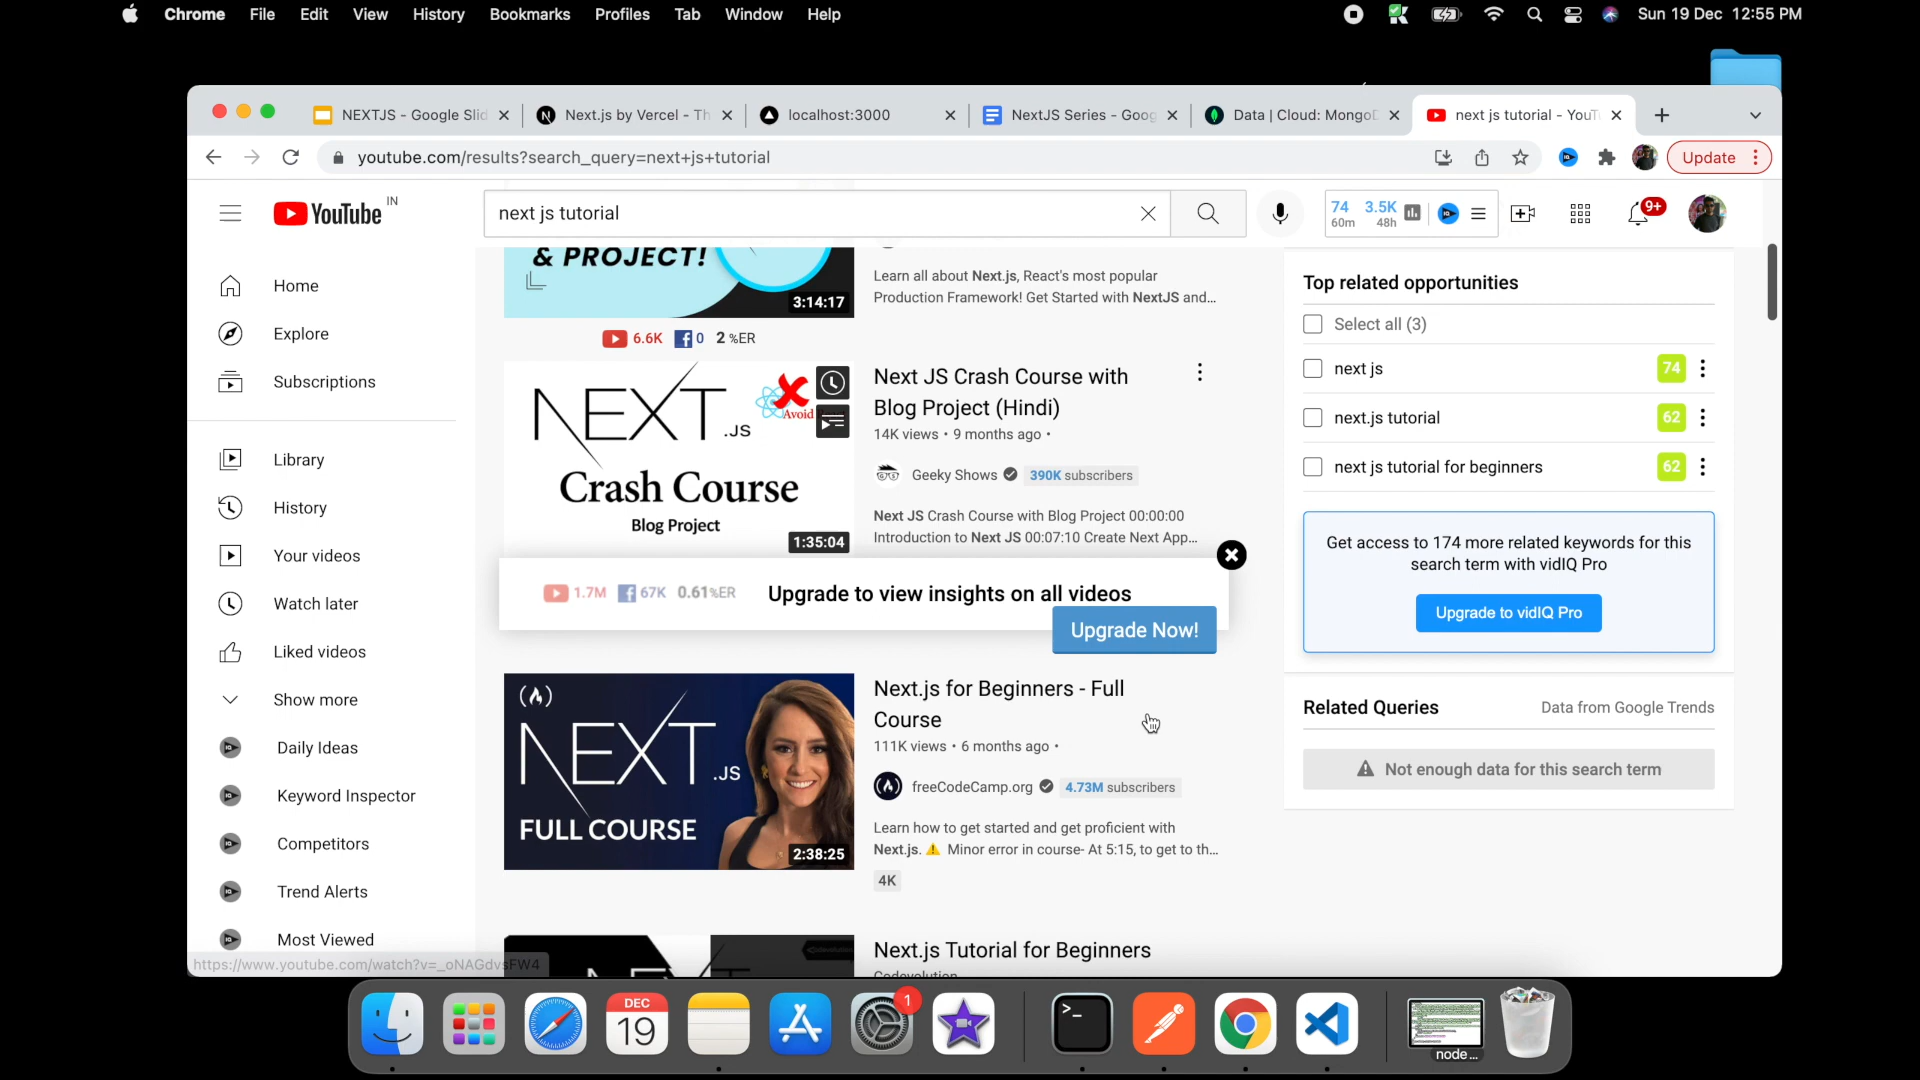 Chrome File Edit View History Bookmarks Profiles Tab Window Help Sun 19 Dec 12:55 PM
NEXTJS - Google Slid Next.js by Vercel - Th localhost:3000 NextJS Series - Goog Data | Cloud: MongoD next js tutorial - YouTu
youtube.com/results?search_query=next+js+tutorial Update
YouTube IN next js tutorial 74 3.5K 9+
60m 48h
Home
Explore
Subscriptions
Library
History
Your videos
Watch later
Liked videos
Show more
Daily Ideas
Keyword Inspector
Competitors
Trend Alerts
Most Viewed
https://www.youtube.com/watch?v=_oNAGdvsFW4
& PROJECT!
3:14:17
Learn all about Next.js, React's most popular
Production Framework! Get Started with NextJS and...
6.6K 0 2 %ER
NEXT.JS
Avoid
Crash Course
Blog Project
1:35:04
Next JS Crash Course with
Blog Project (Hindi)
14K views • 9 months ago •
Geeky Shows 390K subscribers
Next JS Crash Course with Blog Project 00:00:00
Introduction to Next JS 00:07:10 Create Next App...
1.7M 67K 0.61%ER Upgrade to view insights on all videos
Upgrade Now!
NEXT.JS
FULL COURSE
2:38:25
Next.js for Beginners - Full
Course
111K views • 6 months ago •
freeCodeCamp.org 4.73M subscribers
Learn how to get started and get proficient with
Next.js. ⚠ Minor error in course- At 5:15, to get to th...
4K
Next.js Tutorial for Beginners
Codevolution
Top related opportunities
Select all (3)
next js 74
next.js tutorial 62
next js tutorial for beginners 62
Get access to 174 more related keywords for this
search term with vidIQ Pro
Upgrade to vidIQ Pro
Related Queries Data from Google Trends
Not enough data for this search term
DEC
19
1
node...